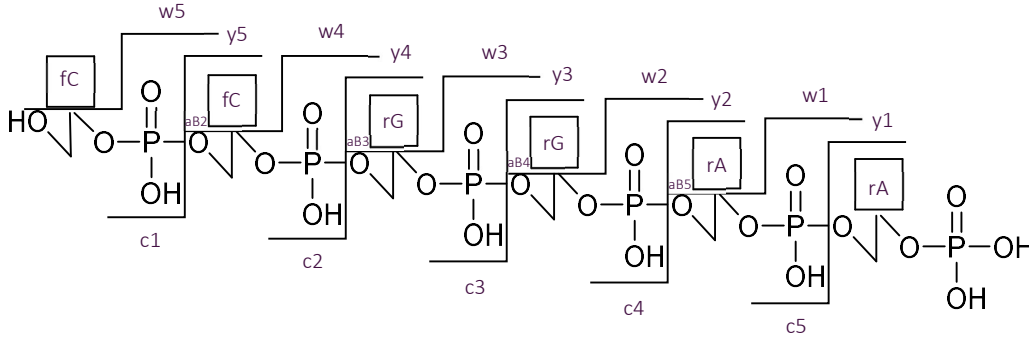 w5
y5
w4
y4
w3
y3
w2
y2
w1
y1
fC
fC
rG
rG
rA
rA
aB2
aB3
aB4
aB5
HO
O
P
O
OH
O
O
P
O
OH
O
O
P
O
OH
O
O
P
O
OH
O
O
P
O
OH
O
O
P
O
OH
OH
c1
c2
c3
c4
c5